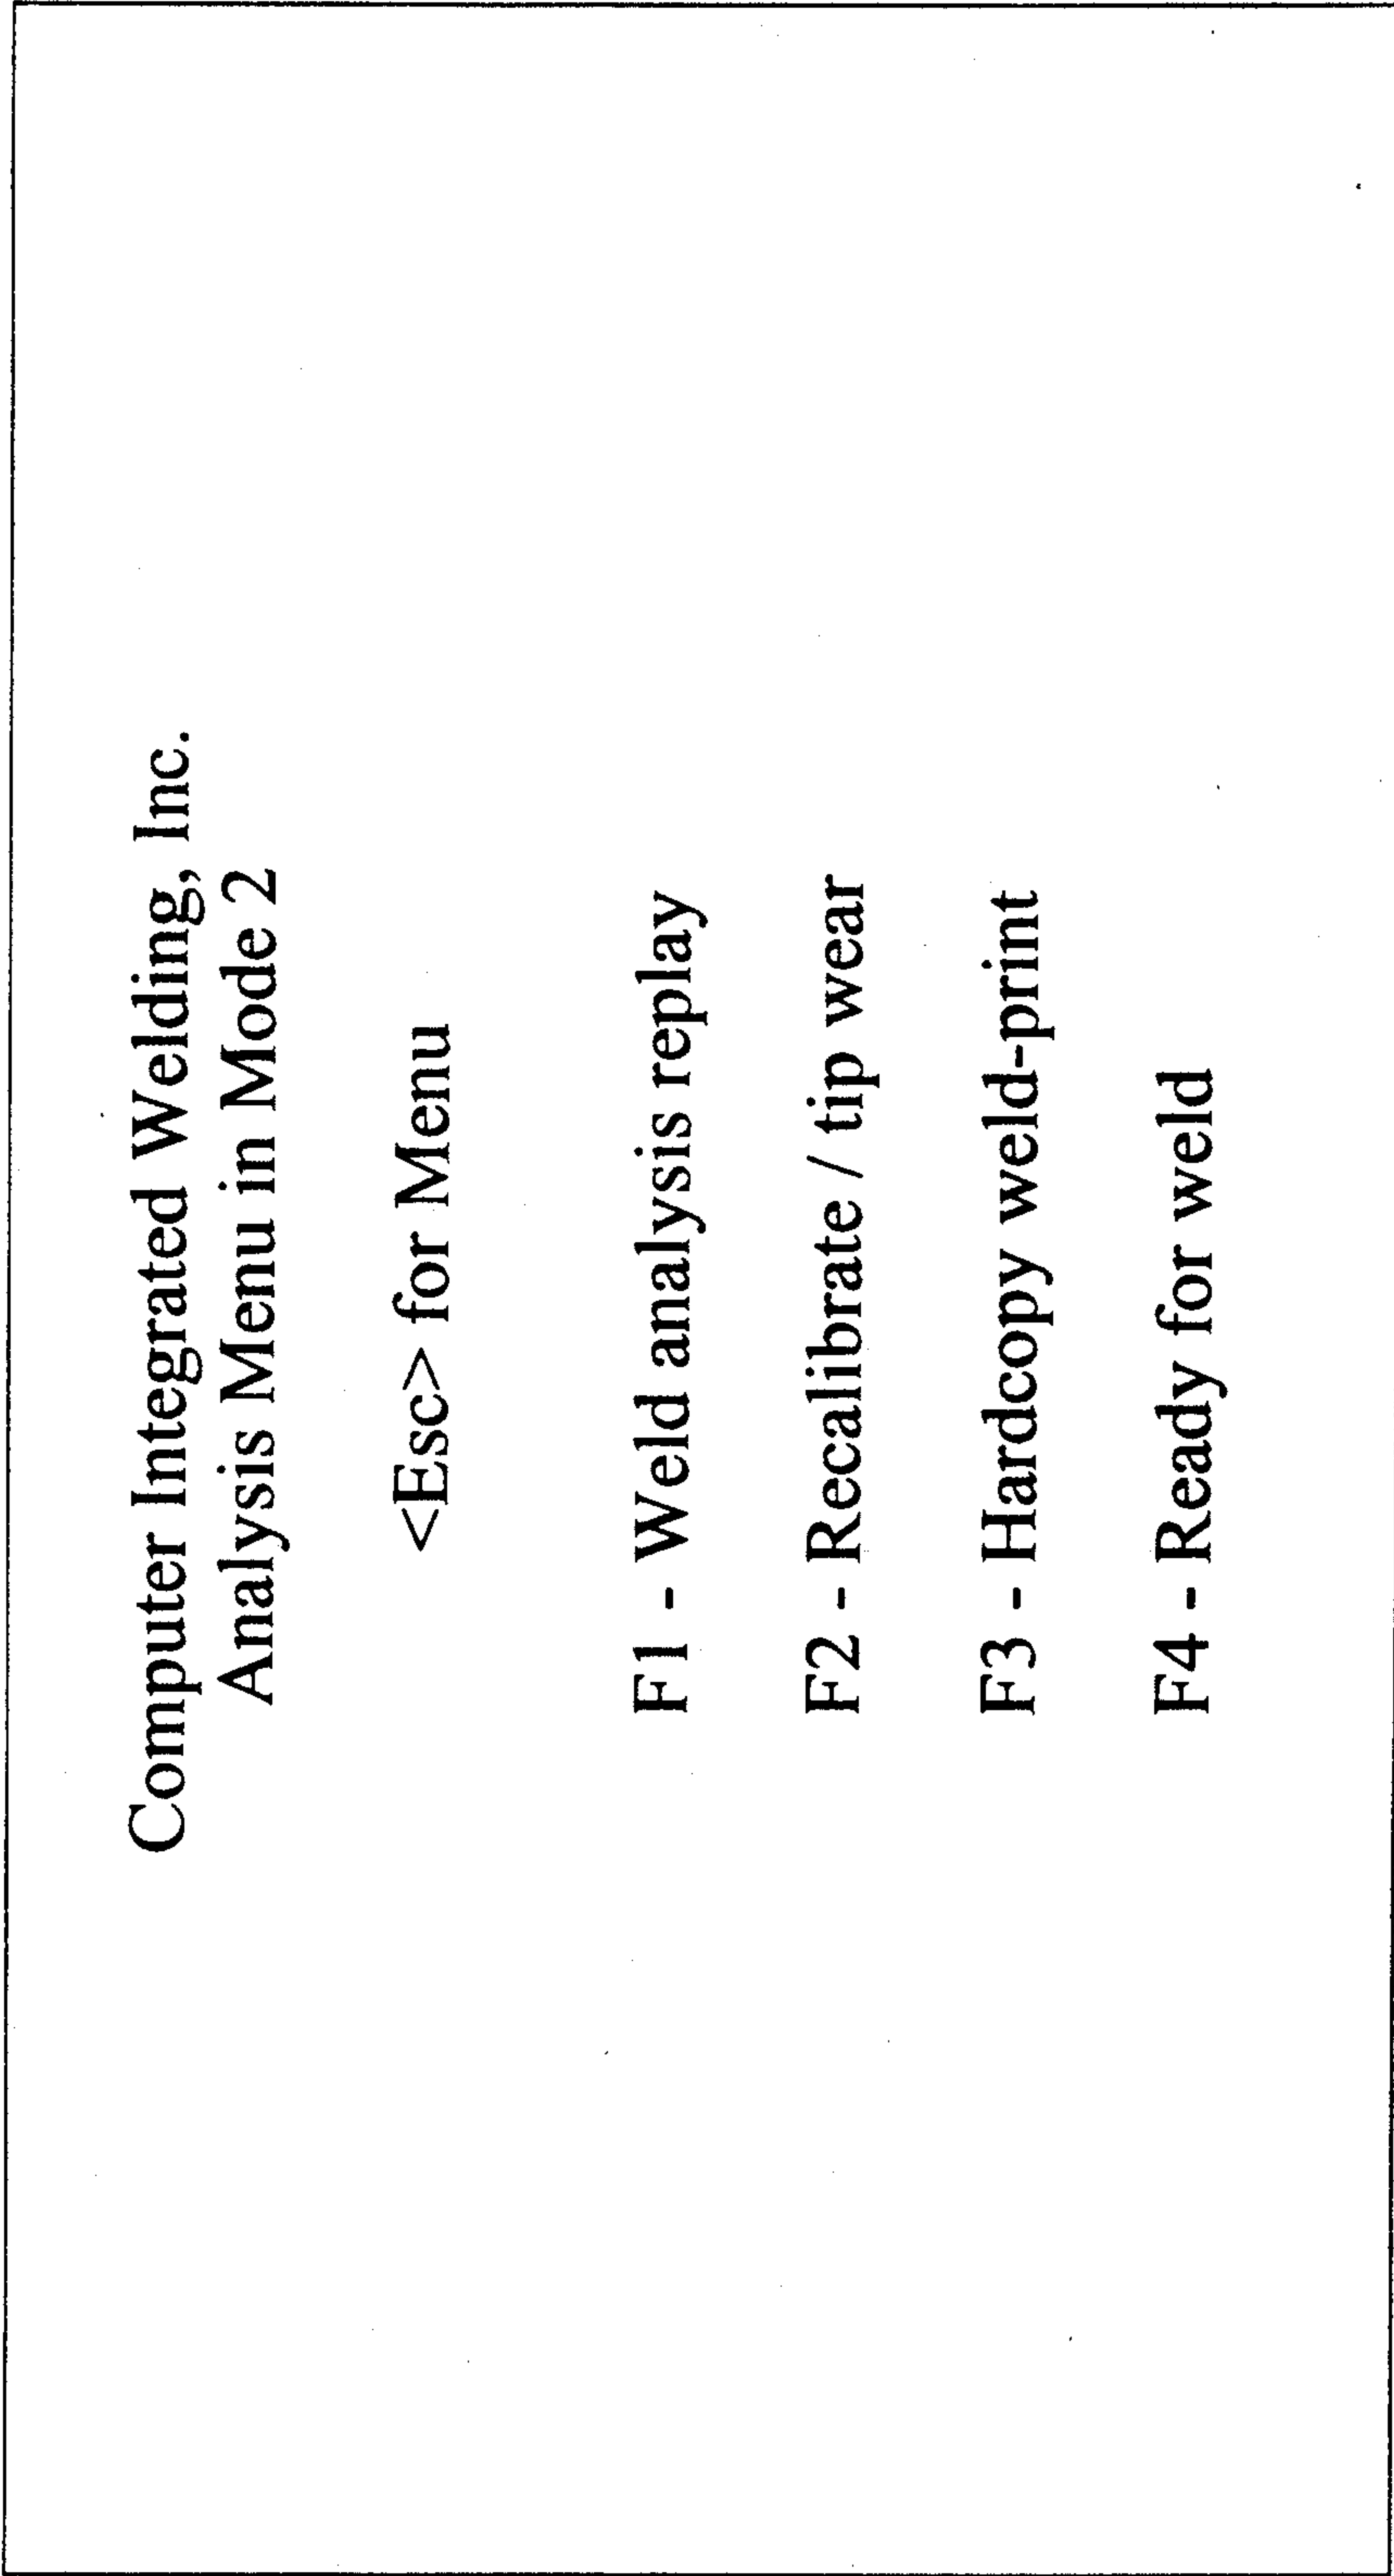 Computer Integrated Welding, Inc.
Analysis Menu in Mode 2
<Esc> for Menu
F1 - Weld analysis replay
F2 - Recalibrate / tip wear
F3 - Hardcopy weld-print
F4 - Ready for weld